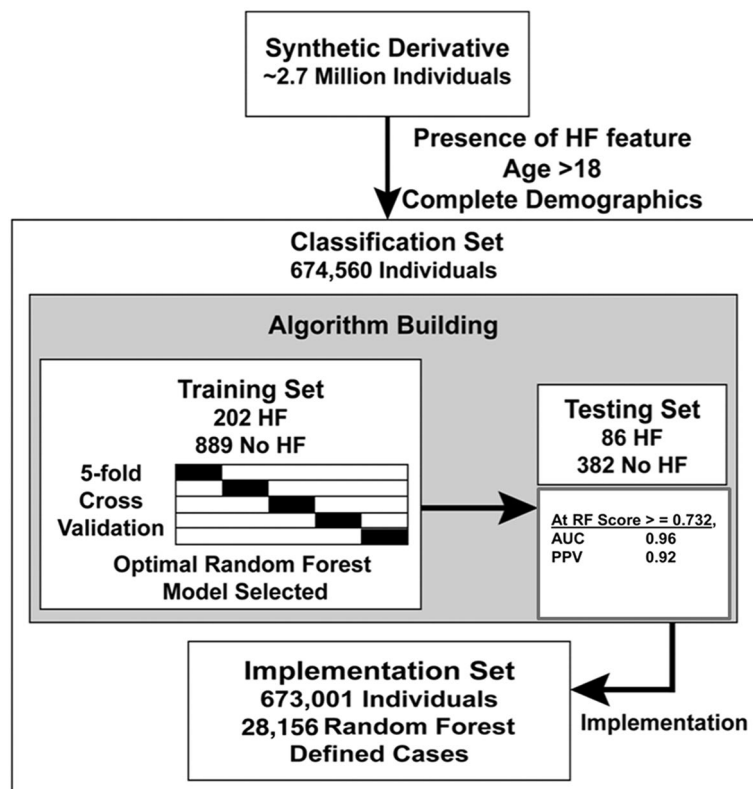 Synthetic Derivative
~2.7 Million Individuals
Presence of HF feature
Age >18
Complete Demographics
Classification Set
674,560 Individuals
Algorithm Building
Training Set
202 HF
889 No HF
5-fold
Cross
Validation
Optimal Random Forest
Model Selected
Testing Set
86 HF
382 No HF
At RF Score > = 0.732,
AUC 0.96
PPV 0.92
Implementation Set
673,001 Individuals
28,156 Random Forest
Defined Cases
Implementation